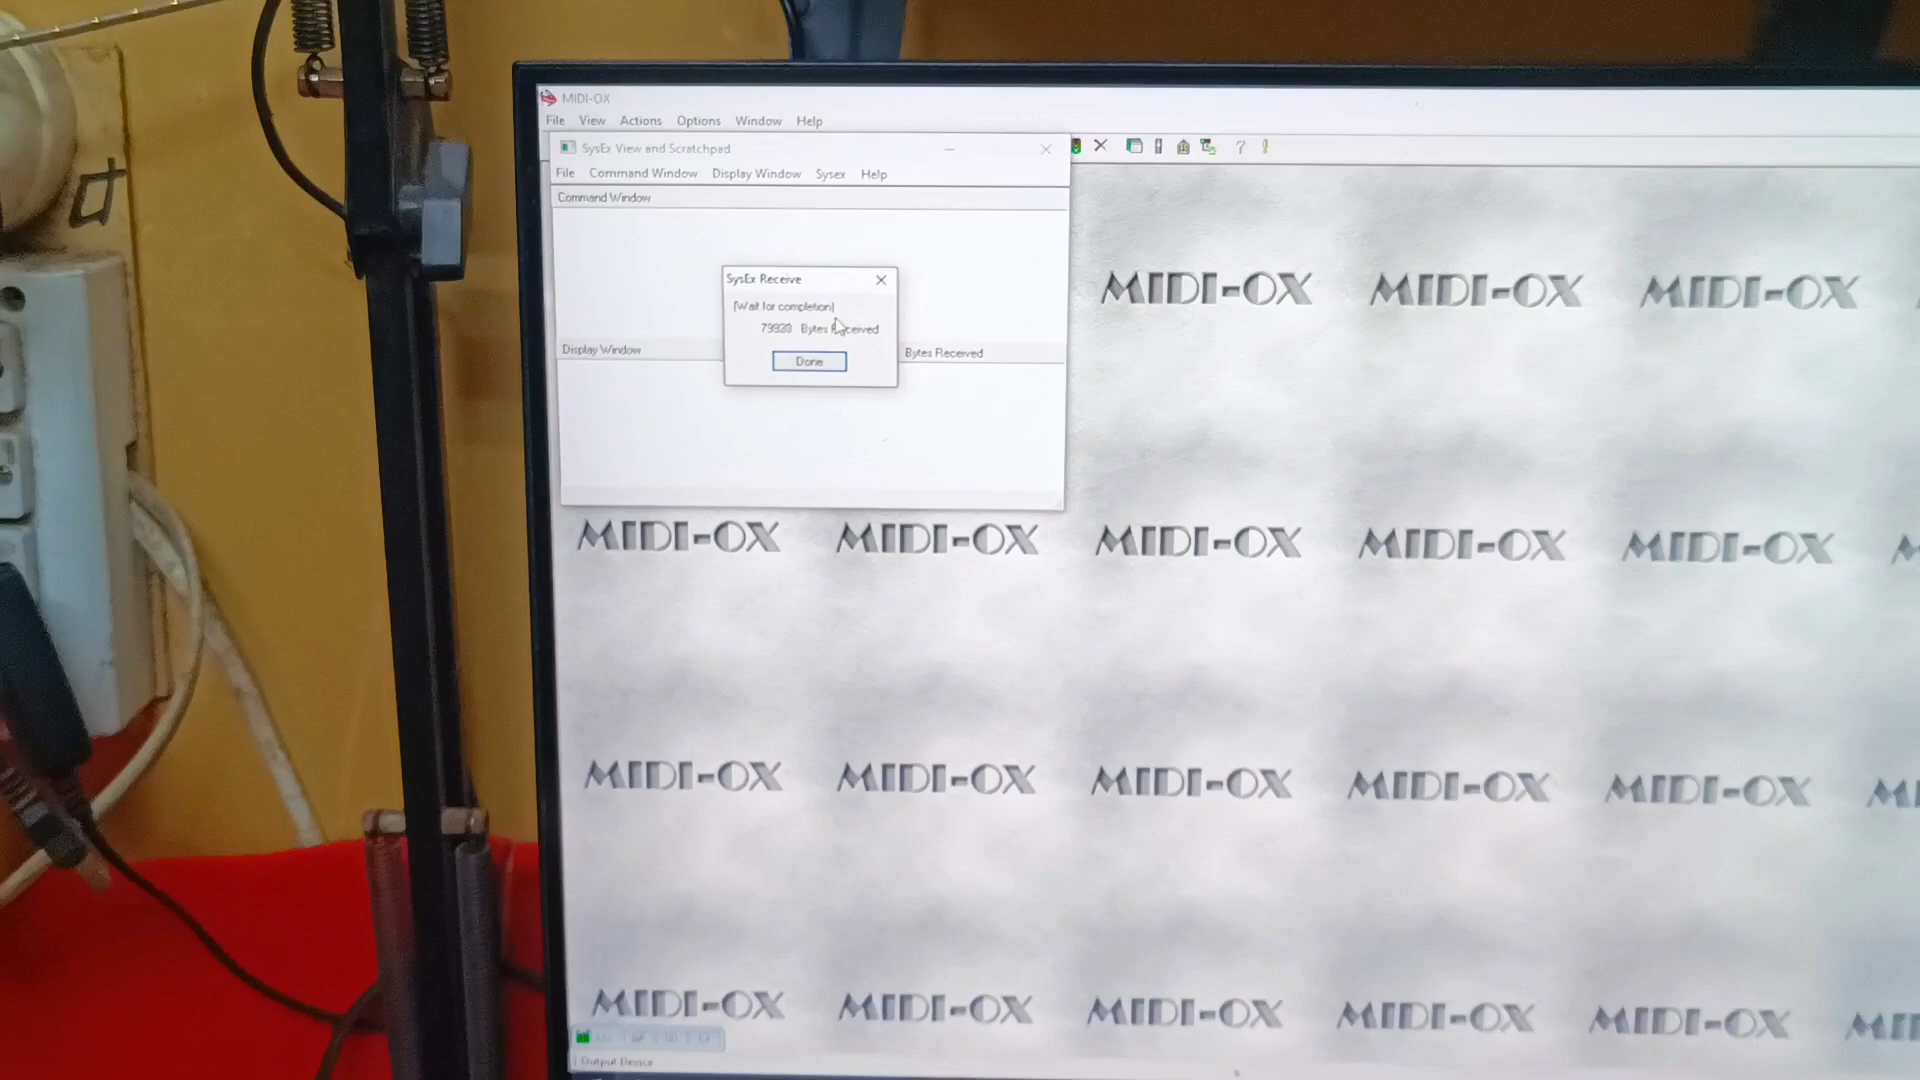 MIDI-OX
File View Actions Options Window Help
SysEx View and Scratchpad
File Command Window Display Window Sysex Help
Command Window
SysEx Receive
[Wait for completion]
79920 Bytes Received
Done
Display Window
Bytes Received
MIDI-OX MIDI-OX MIDI-OX
MIDI-OX MIDI-OX MIDI-OX MIDI-OX MIDI-OX
MIDI-OX MIDI-OX MIDI-OX MIDI-OX MIDI-OX
MIDI-OX MIDI-OX MIDI-OX MIDI-OX MIDI-OX
Output Device